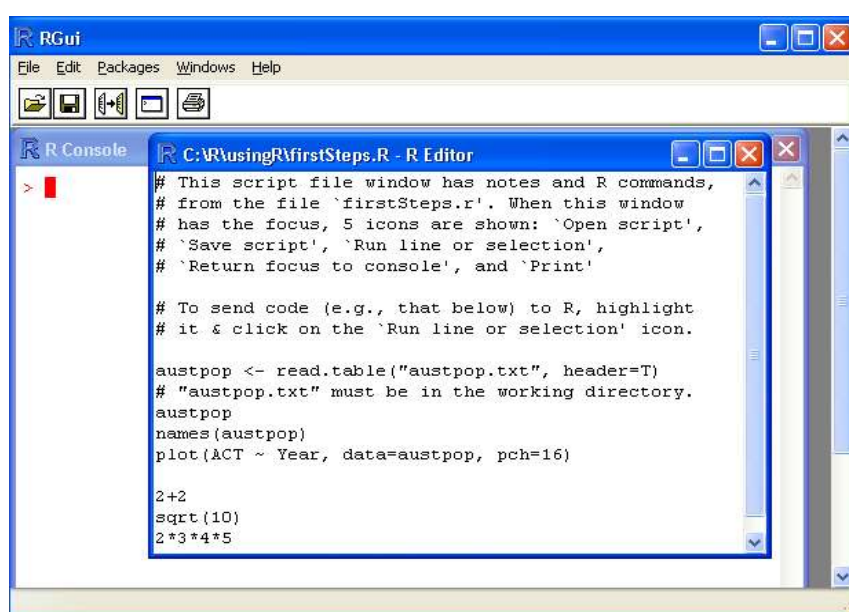 RGui
File Edit Packages Windows Help
R Console
C:\R\usingR\firstSteps.R - R Editor
>
# This script file window has notes and R commands,
# from the file `firstSteps.r'. When this window
# has the focus, 5 icons are shown: `Open script',
# `Save script', `Run line or selection',
# `Return focus to console', and `Print'
# To send code (e.g., that below) to R, highlight
# it & click on the `Run line or selection' icon.
austpop <- read.table("austpop.txt", header=T)
# "austpop.txt" must be in the working directory.
austpop
names(austpop)
plot(ACT ~ Year, data=austpop, pch=16)
2+2
sqrt(10)
2*3*4*5